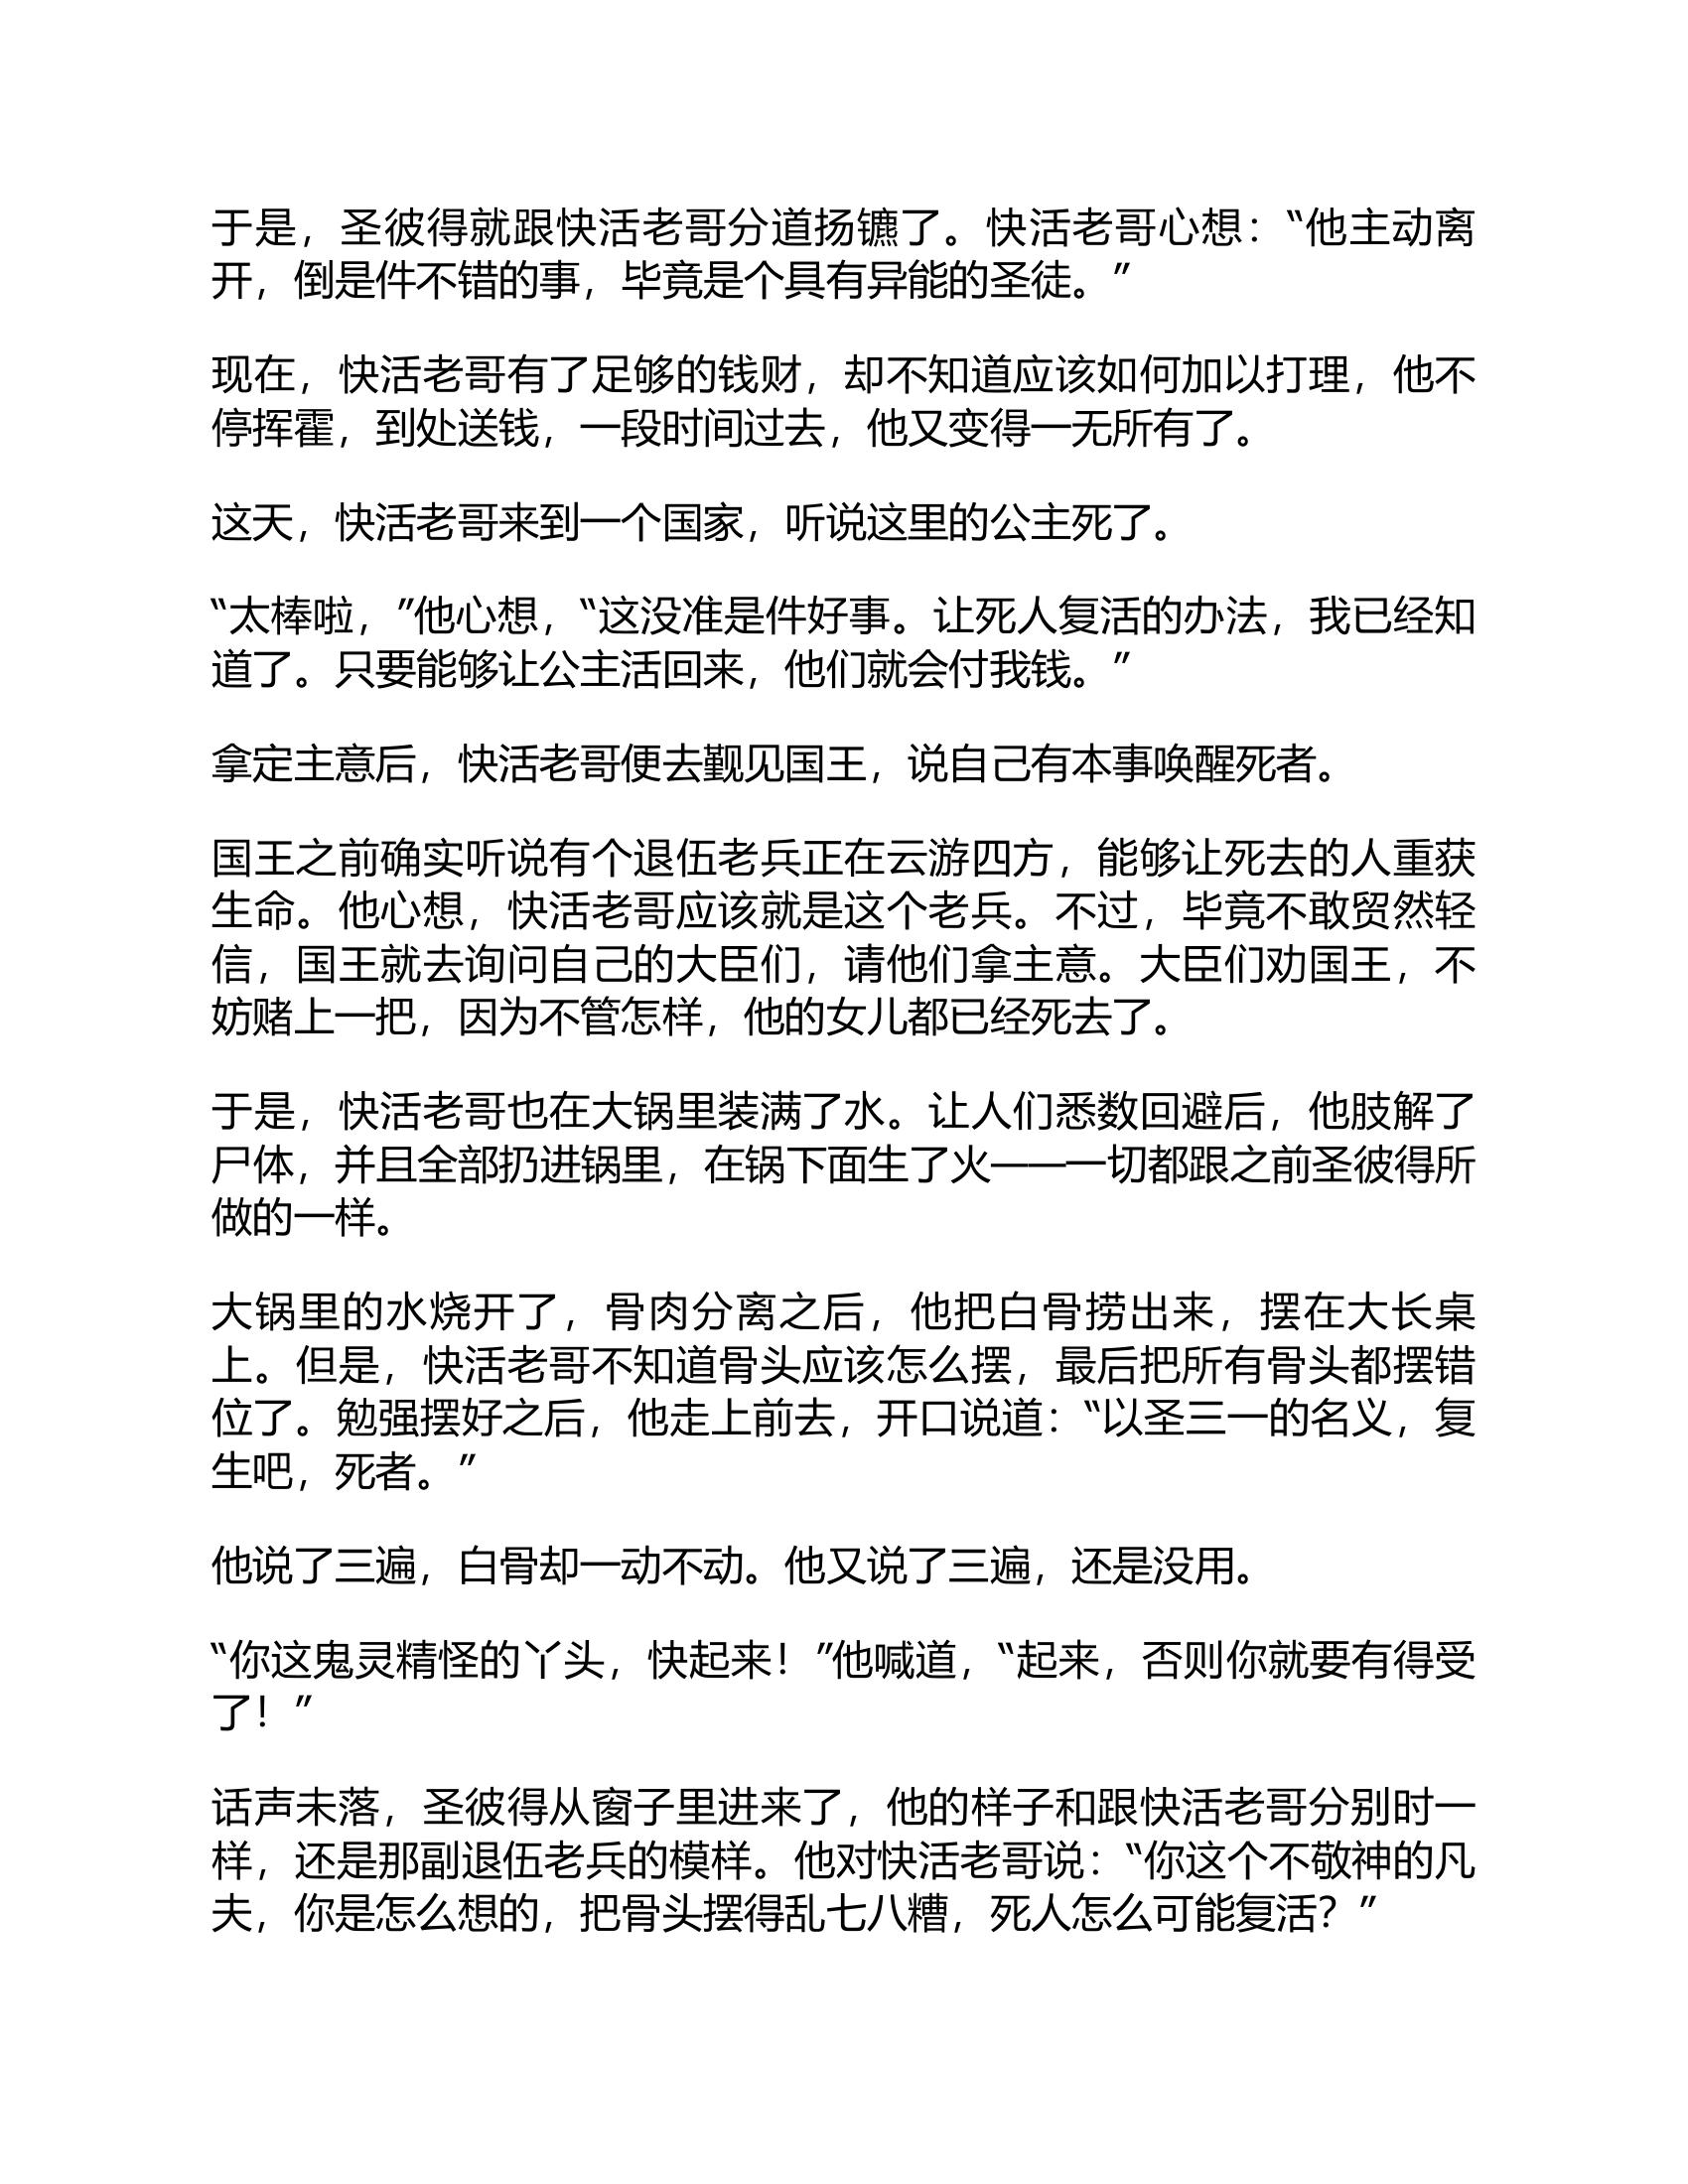 于是，圣彼得就跟快活老哥分道扬镳了。快活老哥心想：“他主动离
开，倒是件不错的事，毕竟是个具有异能的圣徒。”
现在，快活老哥有了足够的钱财，却不知道应该如何加以打理，他不
停挥霍，到处送钱，一段时间过去，他又变得一无所有了。
这天，快活老哥来到一个国家，听说这里的公主死了。
“太棒啦，”他心想，“这没准是件好事。让死人复活的办法，我已经知
道了。只要能够让公主活回来，他们就会付我钱。”
拿定主意后，快活老哥便去觐见国王，说自己有本事唤醒死者。
国王之前确实听说有个退伍老兵正在云游四方，能够让死去的人重获
生命。他心想，快活老哥应该就是这个老兵。不过，毕竟不敢贸然轻
信，国王就去询问自己的大臣们，请他们拿主意。大臣们劝国王，不
妨赌上一把，因为不管怎样，他的女儿都已经死去了。
于是，快活老哥也在大锅里装满了水。让人们悉数回避后，他肢解了
尸体，并且全部扔进锅里，在锅下面生了火——一切都跟之前圣彼得所
做的一样。
大锅里的水烧开了，骨肉分离之后，他把白骨捞出来，摆在大长桌
上。但是，快活老哥不知道骨头应该怎么摆，最后把所有骨头都摆错
位了。勉强摆好之后，他走上前去，开口说道：“以圣三一的名义，复
生吧，死者。”
他说了三遍，白骨却一动不动。他又说了三遍，还是没用。
“你这鬼灵精怪的丫头，快起来！”他喊道，“起来，否则你就要有得受
了！”
话声未落，圣彼得从窗子里进来了，他的样子和跟快活老哥分别时一
样，还是那副退伍老兵的模样。他对快活老哥说：“你这个不敬神的凡
夫，你是怎么想的，把骨头摆得乱七八糟，死人怎么可能复活？”